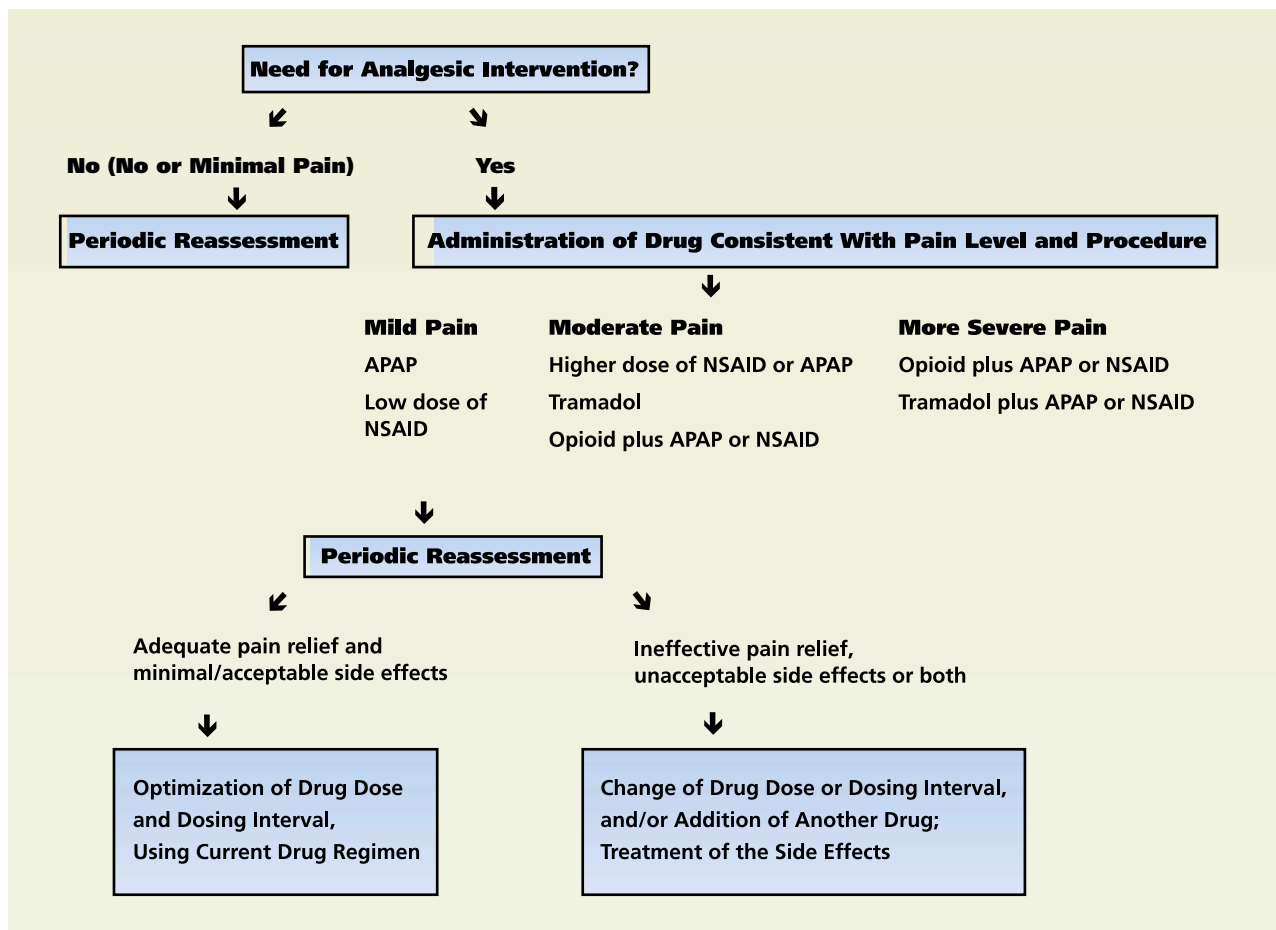 Need for Analgesic Intervention?
No (No or Minimal Pain)
Yes
Periodic Reassessment
Administration of Drug Consistent With Pain Level and Procedure
Mild Pain
APAP
Low dose of
NSAID
Moderate Pain
Higher dose of NSAID or APAP
Tramadol
Opioid plus APAP or NSAID
More Severe Pain
Opioid plus APAP or NSAID
Tramadol plus APAP or NSAID
Periodic Reassessment
Adequate pain relief and
minimal/acceptable side effects
Ineffective pain relief,
unacceptable side effects or both
Optimization of Drug Dose
and Dosing Interval,
Using Current Drug Regimen
Change of Drug Dose or Dosing Interval,
and/or Addition of Another Drug;
Treatment of the Side Effects